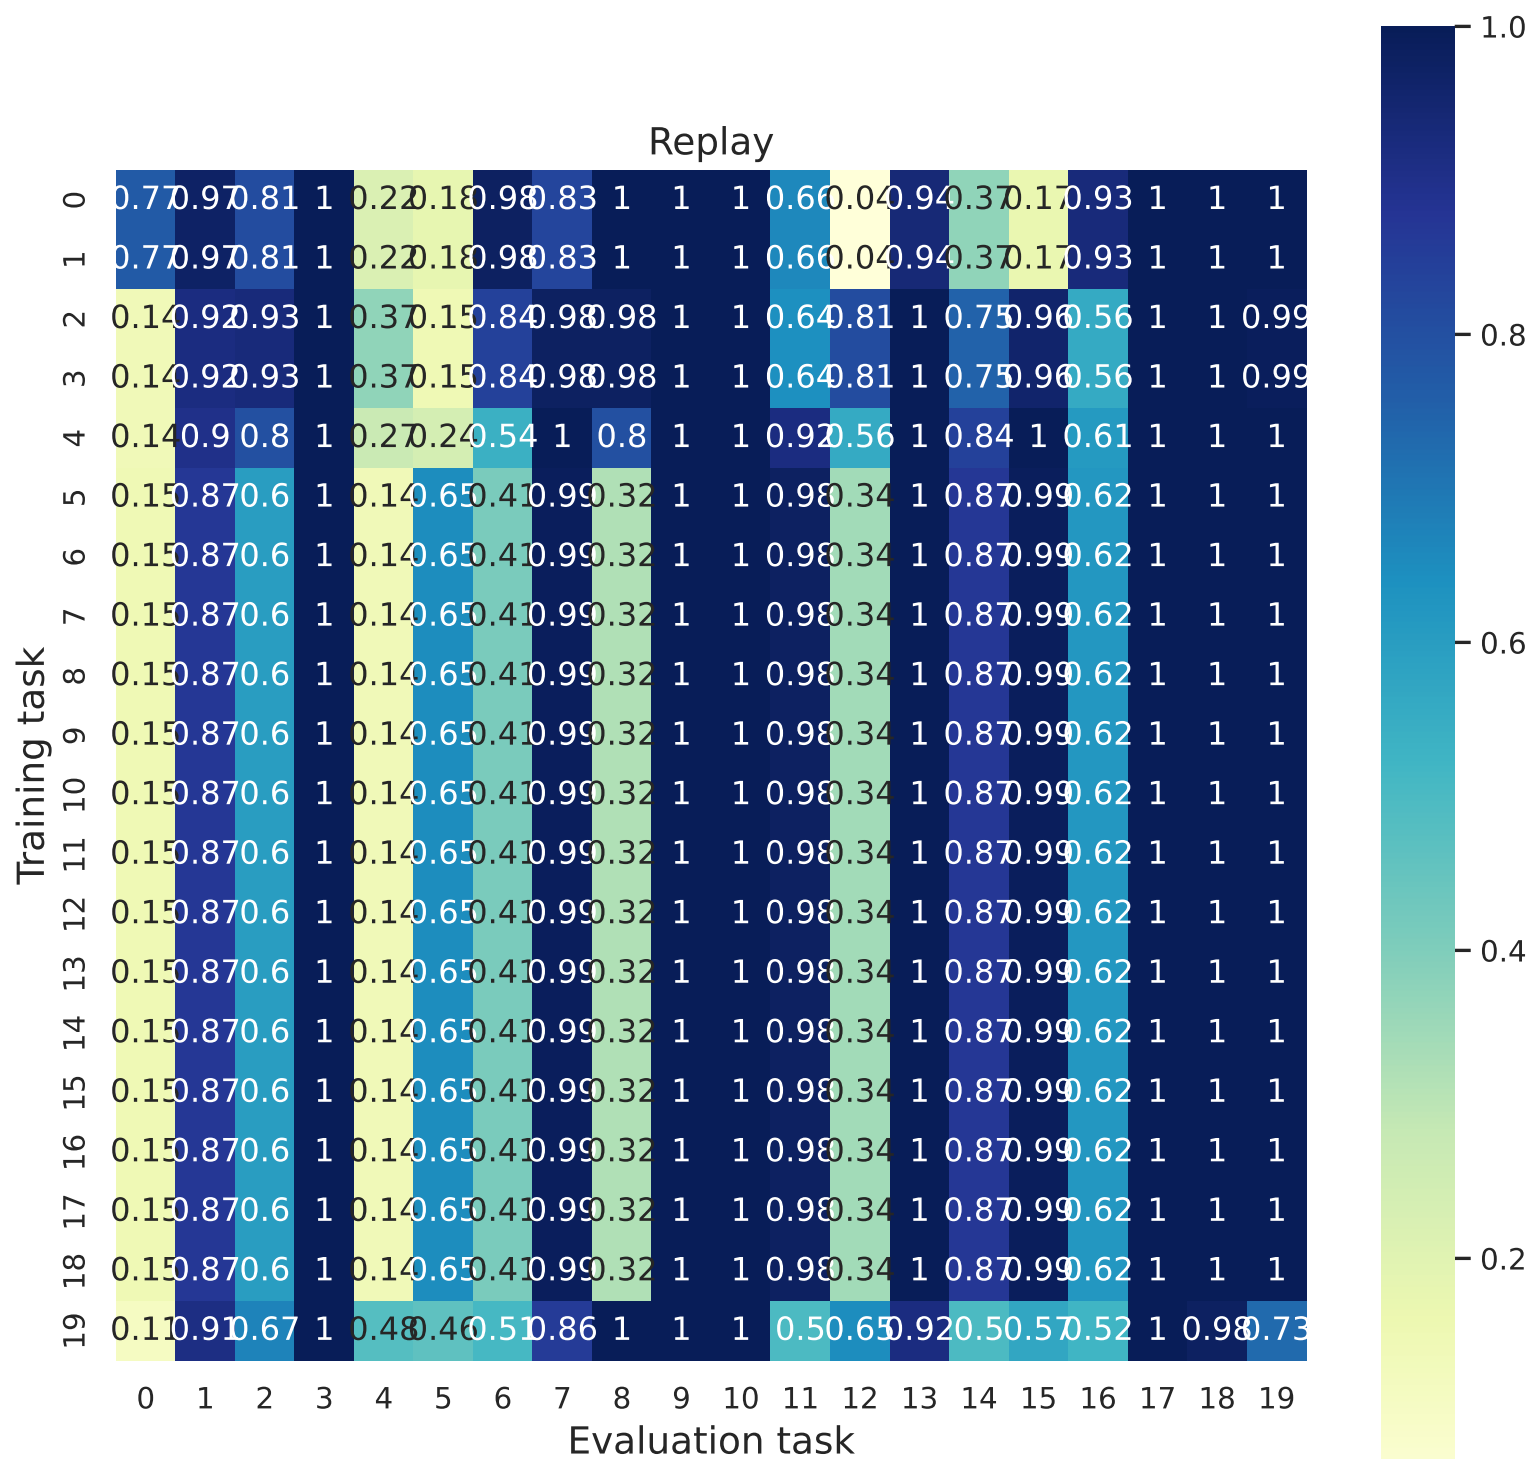 Replay
0 0.77 0.97 0.81 1 0.22 0.18 0.98 0.83 1 1 1 0.66 0.04 0.94 0.37 0.17 0.93 1 1 1
1 0.77 0.97 0.81 1 0.22 0.18 0.98 0.83 1 1 1 0.66 0.04 0.94 0.37 0.17 0.93 1 1 1
2 0.14 0.92 0.93 1 0.37 0.15 0.84 0.98 0.98 1 1 0.64 0.81 1 0.75 0.96 0.56 1 1 0.99
3 0.14 0.92 0.93 1 0.37 0.15 0.84 0.98 0.98 1 1 0.64 0.81 1 0.75 0.96 0.56 1 1 0.99
4 0.14 0.9 0.8 1 0.27 0.24 0.54 1 0.8 1 1 0.92 0.56 1 0.84 1 0.61 1 1 1
5 0.15 0.87 0.6 1 0.14 0.65 0.41 0.99 0.32 1 1 0.98 0.34 1 0.87 0.99 0.62 1 1 1
6 0.15 0.87 0.6 1 0.14 0.65 0.41 0.99 0.32 1 1 0.98 0.34 1 0.87 0.99 0.62 1 1 1
7 0.15 0.87 0.6 1 0.14 0.65 0.41 0.99 0.32 1 1 0.98 0.34 1 0.87 0.99 0.62 1 1 1
8 0.15 0.87 0.6 1 0.14 0.65 0.41 0.99 0.32 1 1 0.98 0.34 1 0.87 0.99 0.62 1 1 1
9 0.15 0.87 0.6 1 0.14 0.65 0.41 0.99 0.32 1 1 0.98 0.34 1 0.87 0.99 0.62 1 1 1
10 0.15 0.87 0.6 1 0.14 0.65 0.41 0.99 0.32 1 1 0.98 0.34 1 0.87 0.99 0.62 1 1 1
11 0.15 0.87 0.6 1 0.14 0.65 0.41 0.99 0.32 1 1 0.98 0.34 1 0.87 0.99 0.62 1 1 1
12 0.15 0.87 0.6 1 0.14 0.65 0.41 0.99 0.32 1 1 0.98 0.34 1 0.87 0.99 0.62 1 1 1
13 0.15 0.87 0.6 1 0.14 0.65 0.41 0.99 0.32 1 1 0.98 0.34 1 0.87 0.99 0.62 1 1 1
14 0.15 0.87 0.6 1 0.14 0.65 0.41 0.99 0.32 1 1 0.98 0.34 1 0.87 0.99 0.62 1 1 1
15 0.15 0.87 0.6 1 0.14 0.65 0.41 0.99 0.32 1 1 0.98 0.34 1 0.87 0.99 0.62 1 1 1
16 0.15 0.87 0.6 1 0.14 0.65 0.41 0.99 0.32 1 1 0.98 0.34 1 0.87 0.99 0.62 1 1 1
17 0.15 0.87 0.6 1 0.14 0.65 0.41 0.99 0.32 1 1 0.98 0.34 1 0.87 0.99 0.62 1 1 1
18 0.15 0.87 0.6 1 0.14 0.65 0.41 0.99 0.32 1 1 0.98 0.34 1 0.87 0.99 0.62 1 1 1
19 0.11 0.91 0.67 1 0.48 0.46 0.51 0.86 1 1 1 0.5 0.65 0.92 0.5 0.57 0.52 1 0.98 0.73
0 1 2 3 4 5 6 7 8 9 10 11 12 13 14 15 16 17 18 19
Evaluation task
Training task
1.0
0.8
0.6
0.4
0.2